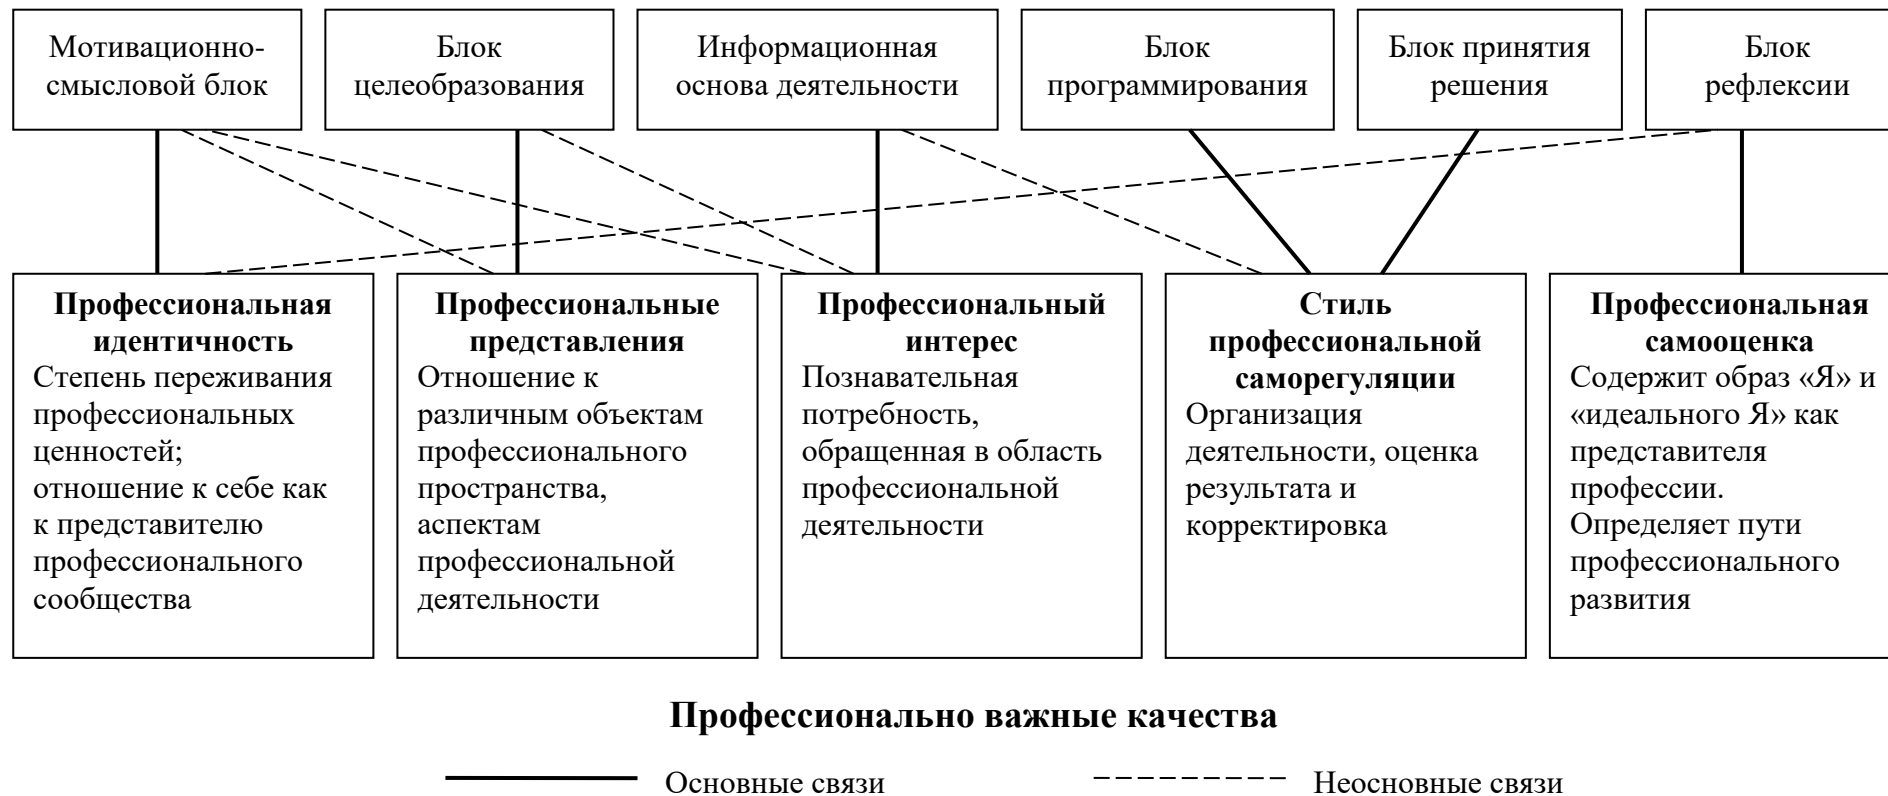 Мотивационно-
смысловой блок
Блок
целеобразования
Информационная
основа деятельности
Блок
программирования
Блок принятия
решения
Блок
рефлексии
Профессиональная
идентичность
Степень переживания
профессиональных
ценностей;
отношение к себе как
к представителю
профессионального
сообщества
Профессиональные
представления
Отношение к
различным объектам
профессионального
пространства,
аспектам
профессиональной
деятельности
Профессиональный
интерес
Познавательная
потребность,
обращенная в область
профессиональной
деятельности
Стиль
профессиональной
саморегуляции
Организация
деятельности, оценка
результата и
корректировка
Профессиональная
самооценка
Содержит образ «Я» и
«идеального Я» как
представителя
профессии.
Определяет пути
профессионального
развития
Профессионально важные качества
Основные связи
Неосновные связи